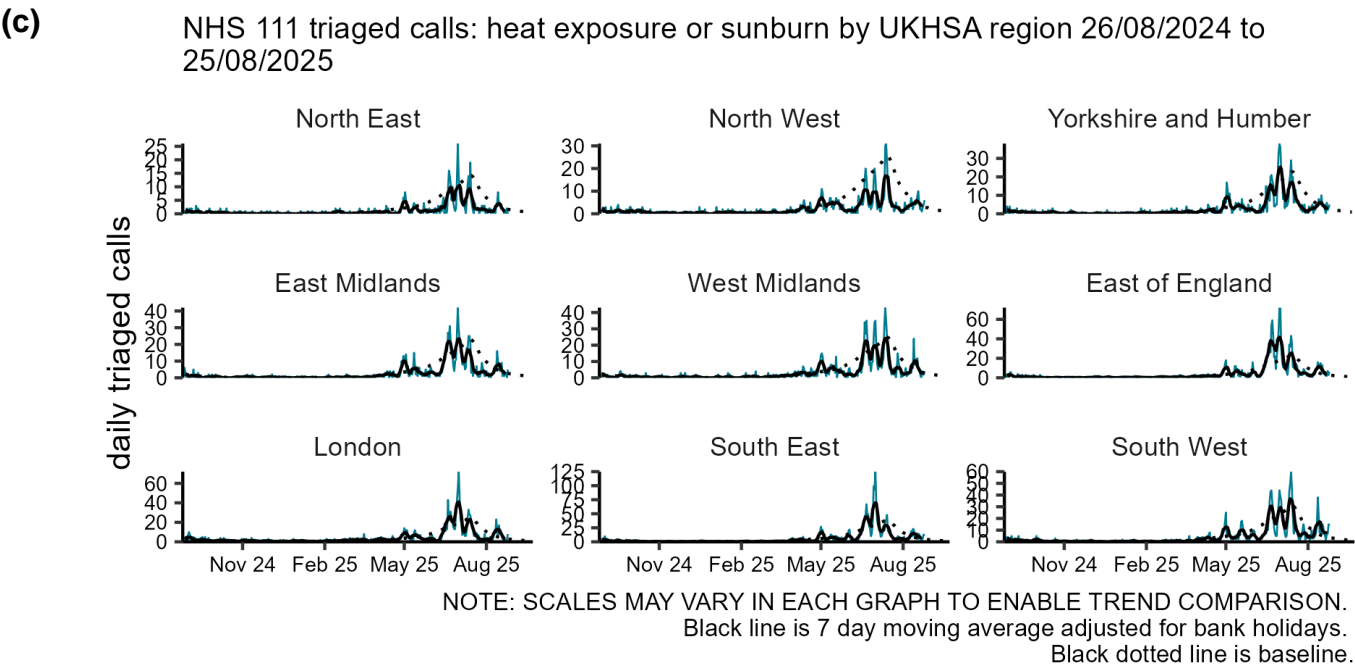 (c)
NHS 111 triaged calls: heat exposure or sunburn by UKHSA region 26/08/2024 to
25/08/2025
daily triaged calls
North East
25
20
15
10
5
0
North West
30
20
10
0
Yorkshire and Humber
30
20
10
0
East Midlands
40
30
20
10
0
West Midlands
40
30
20
10
0
East of England
60
40
20
0
London
60
40
20
0
Nov 24 Feb 25 May 25 Aug 25
South East
125
100
75
50
25
0
Nov 24 Feb 25 May 25 Aug 25
South West
60
50
40
30
20
10
0
Nov 24 Feb 25 May 25 Aug 25
NOTE: SCALES MAY VARY IN EACH GRAPH TO ENABLE TREND COMPARISON.
Black line is 7 day moving average adjusted for bank holidays.
Black dotted line is baseline.